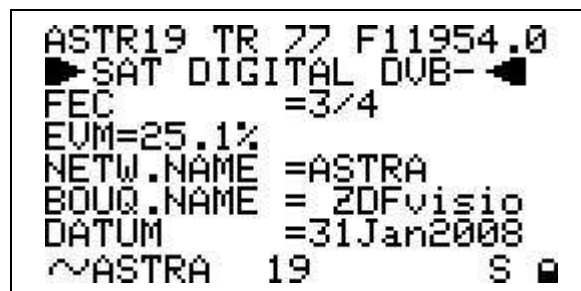 ASTR19 TR 77 F11954.0
SAT DIGITAL DVB-
FEC =3/4
EVM=25.1%
NETW.NAME =ASTRA
BOUQ.NAME = ZDFvisio
DATUM =31Jan2008
~ASTRA 19 S